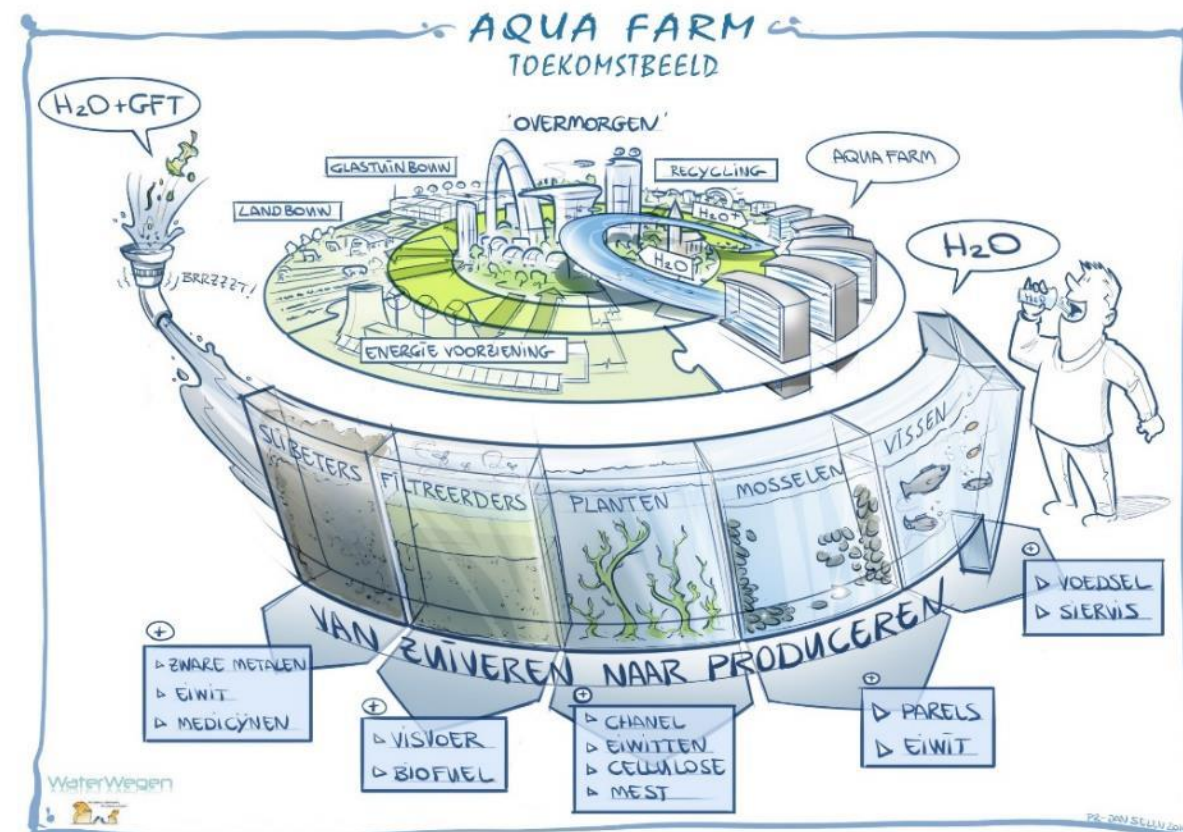 AQUA FARM
TOEKOMSTBEELD
H₂O+GFT
'OVERMORGEN'
GLASTUINBOUW
RECYCLING
AQUA FARM
LANDBOUW
H₂O+
H₂O
H₂O
BRRZZZT!
ENERGIE VOORZIENING
SLIBETERS
FILTREERDERS
PLANTEN
MOSSELEN
VISSEN
VAN ZUIVEREN NAAR PRODUCEREN
+
▷ ZWARE METALEN
▷ EIWIT
▷ MEDICIJNEN
+
▷ VISVOER
▷ BIOFUEL
+
▷ CHANEL
▷ EIWITTEN
▷ CELLULOSE
▷ MEST
+
▷ PARELS
▷ EIWIT
+
▷ VOEDSEL
▷ SIERVIS
WaterWegen